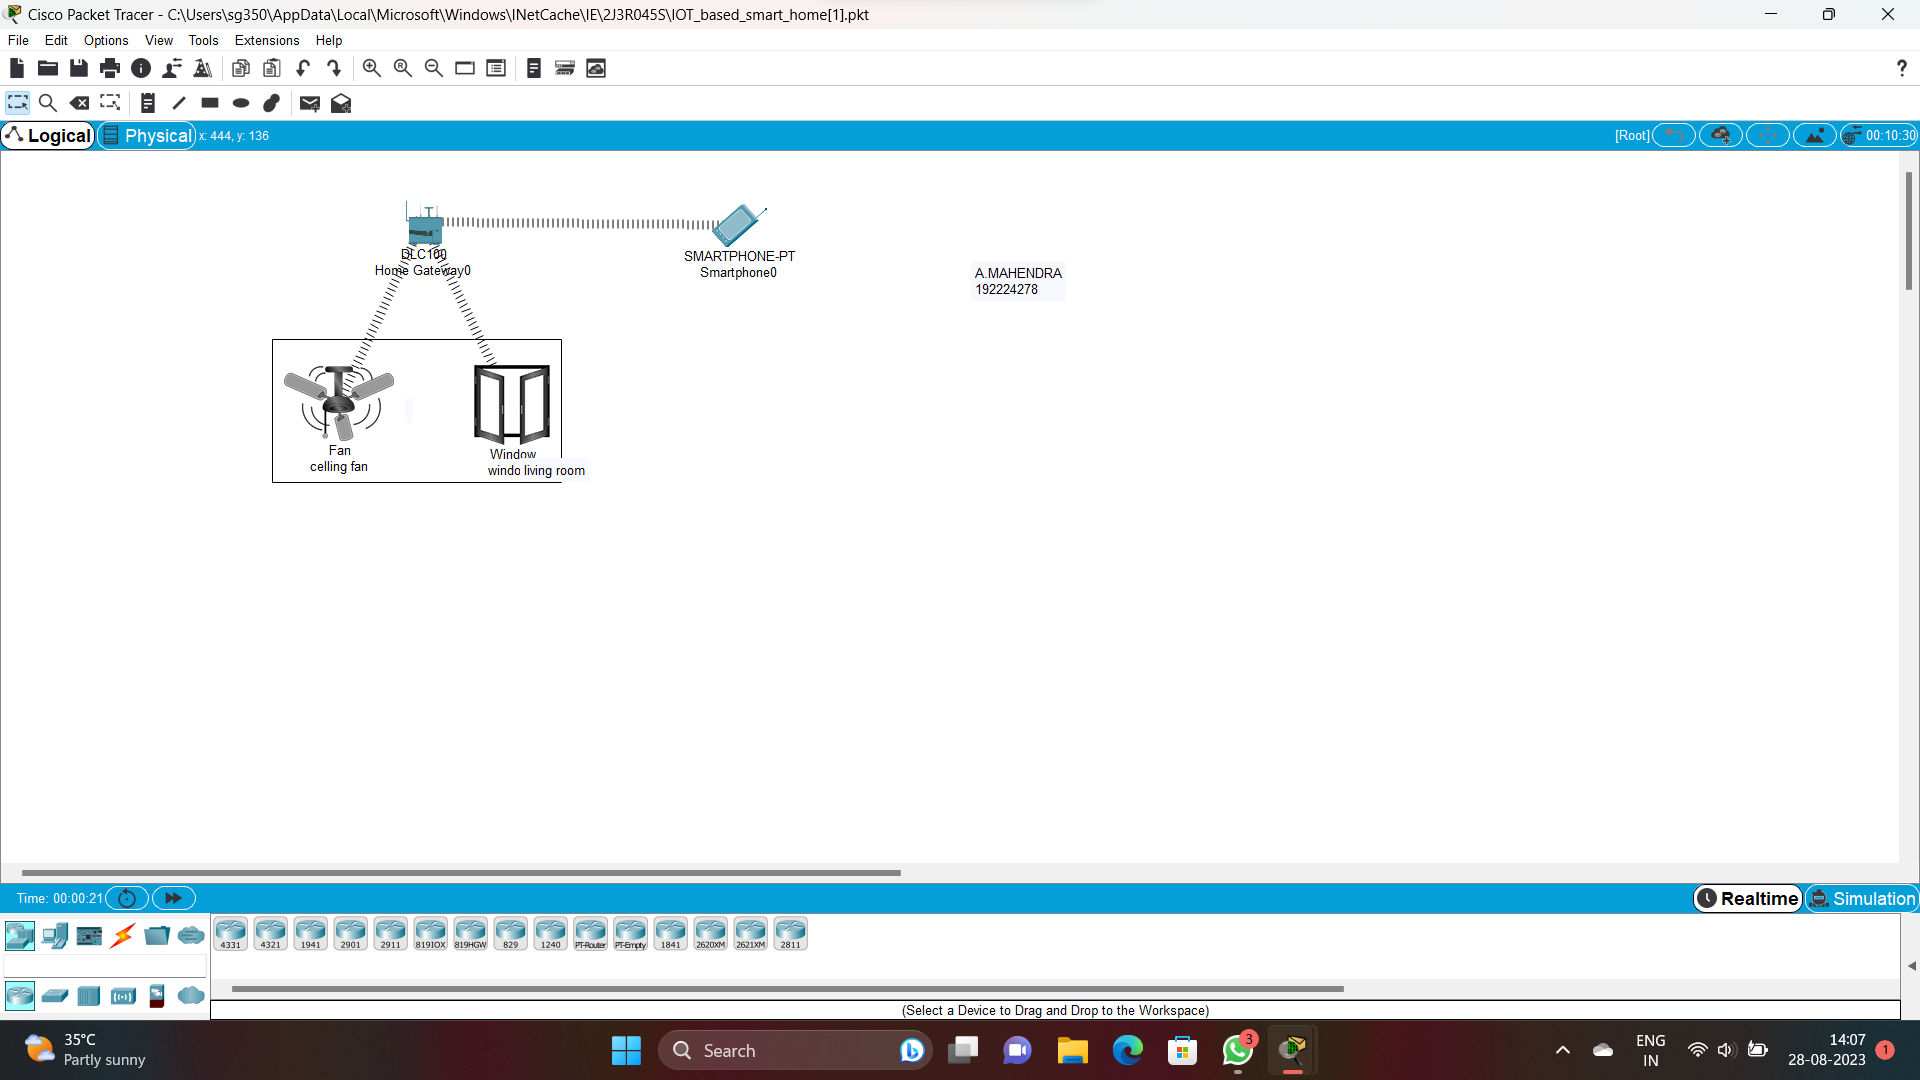 Cisco Packet Tracer - C:\Users\sg350\AppData\Local\Microsoft\Windows\INetCache\IE\2J3R045S\IOT_based_smart_home[1].pkt
File Edit Options View Tools Extensions Help
?
Logical Physical x: 444, y: 136 [Root] 00:10:30
DLC100
Home Gateway0
SMARTPHONE-PT
Smartphone0
A.MAHENDRA
192224278
Fan
celling fan
Window
windo living room
Time: 00:00:21 Realtime Simulation
4331 4321 1941 2901 2911 819IOX 819HGW 829 1240 PT-Router PT-Empty 1841 2620XM 2621XM 2811
(Select a Device to Drag and Drop to the Workspace)
35°C
Partly sunny
Search
3
ENG
IN
14:07
28-08-2023
1